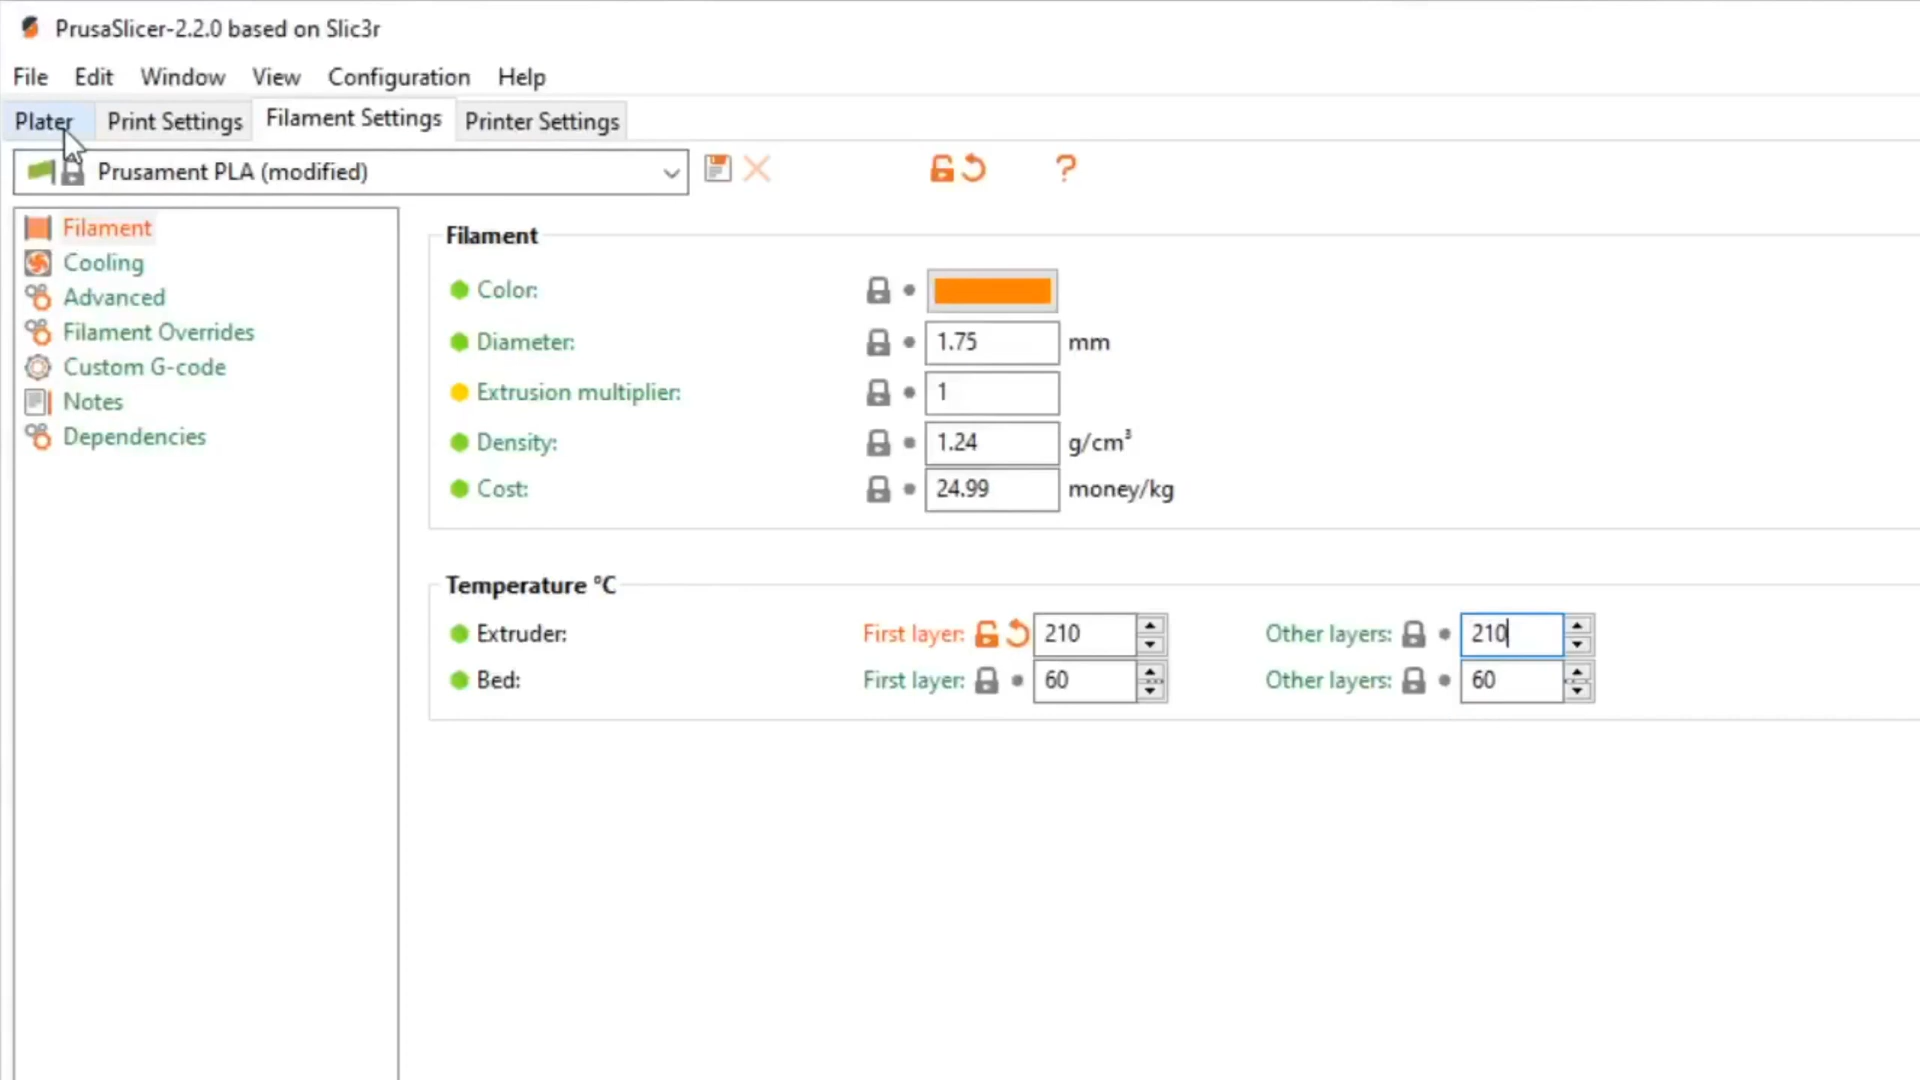 PrusaSlicer-2.2.0 based on Slic3r
File Edit Window View Configuration Help
Plater Print Settings Filament Settings Printer Settings
Prusament PLA (modified) ?
Filament
Cooling
Advanced
Filament Overrides
Custom G-code
Notes
Dependencies
Filament
Color:
Diameter: 1.75 mm
Extrusion multiplier: 1
Density: 1.24 g/cm³
Cost: 24.99 money/kg
Temperature °C
Extruder: First layer: 210 Other layers: 210
Bed: First layer: 60 Other layers: 60